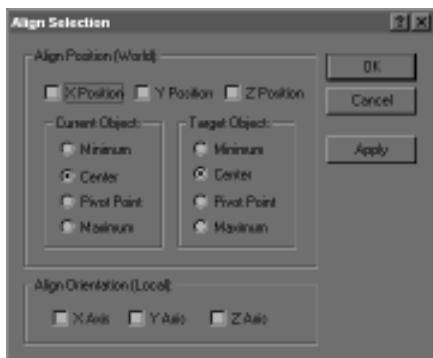 Align Selection
Align Position (World):
X Position Y Position Z Position
OK
Cancel
Apply
Current Object:
Minimum
Center
Pivot Point
Maximum
Target Object:
Minimum
Center
Pivot Point
Maximum
Align Orientation (Local):
X Axis Y Axis Z Axis